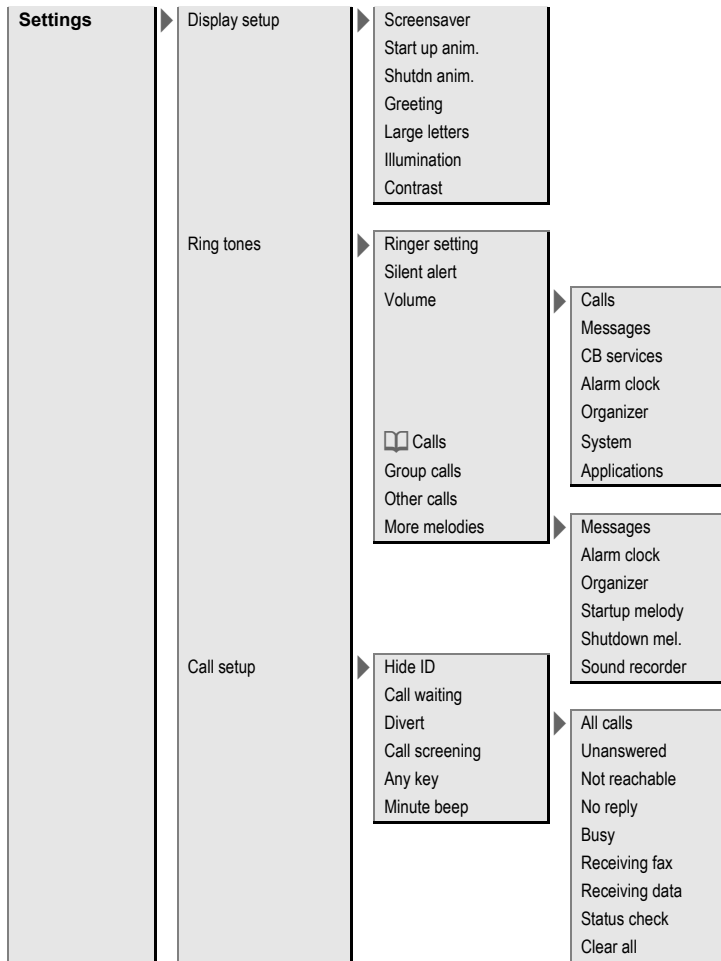 Settings
Display setup
Screensaver
Start up anim.
Shutdn anim.
Greeting
Large letters
Illumination
Contrast
Ring tones
Ringer setting
Silent alert
Volume
Calls
Messages
CB services
Alarm clock
Organizer
System
Applications
Calls
Group calls
Other calls
More melodies
Messages
Alarm clock
Organizer
Startup melody
Shutdown mel.
Sound recorder
Call setup
Hide ID
Call waiting
Divert
All calls
Unanswered
Not reachable
No reply
Busy
Receiving fax
Receiving data
Status check
Clear all
Call screening
Any key
Minute beep